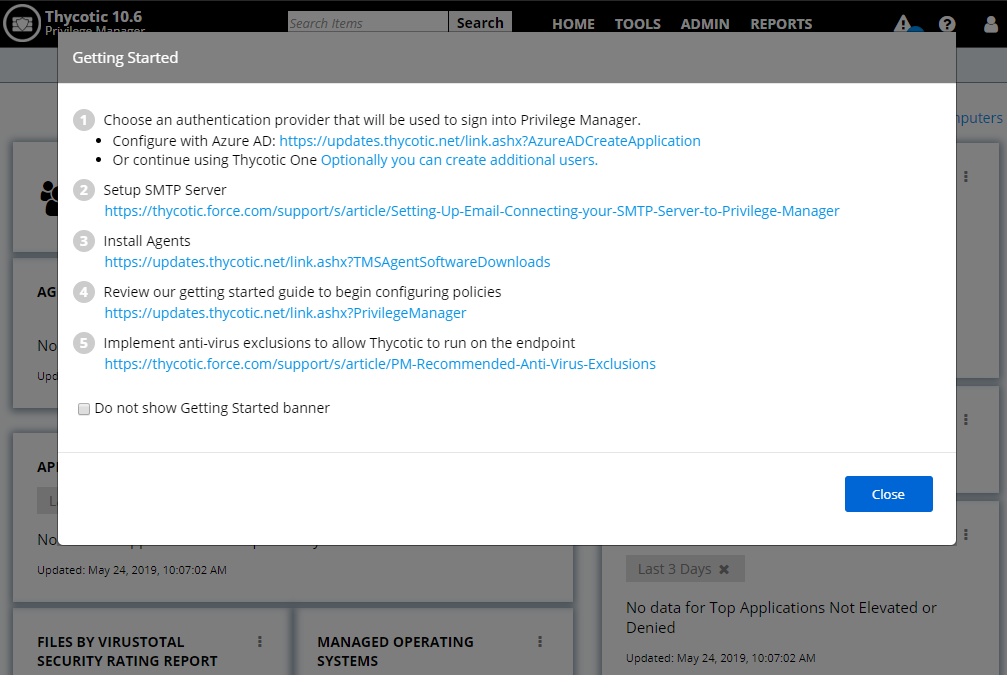 Thycotic 10.6
Privilege Manager
Search Items
Search
HOME TOOLS ADMIN REPORTS
?
Getting Started
1 Choose an authentication provider that will be used to sign into Privilege Manager.
• Configure with Azure AD: https://updates.thycotic.net/link.ashx?AzureADCreateApplication
• Or continue using Thycotic One Optionally you can create additional users.
2 Setup SMTP Server
https://thycotic.force.com/support/s/article/Setting-Up-Email-Connecting-your-SMTP-Server-to-Privilege-Manager
3 Install Agents
https://updates.thycotic.net/link.ashx?TMSAgentSoftwareDownloads
4 Review our getting started guide to begin configuring policies
https://updates.thycotic.net/link.ashx?PrivilegeManager
5 Implement anti-virus exclusions to allow Thycotic to run on the endpoint
https://thycotic.force.com/support/s/article/PM-Recommended-Anti-Virus-Exclusions
Do not show Getting Started banner
Close
No
Updated: May 24, 2019, 10:07:02 AM
Last 3 Days ✖
No data for Top Applications Not Elevated or
Denied
Updated: May 24, 2019, 10:07:02 AM
FILES BY VIRUSTOTAL
SECURITY RATING REPORT
MANAGED OPERATING
SYSTEMS